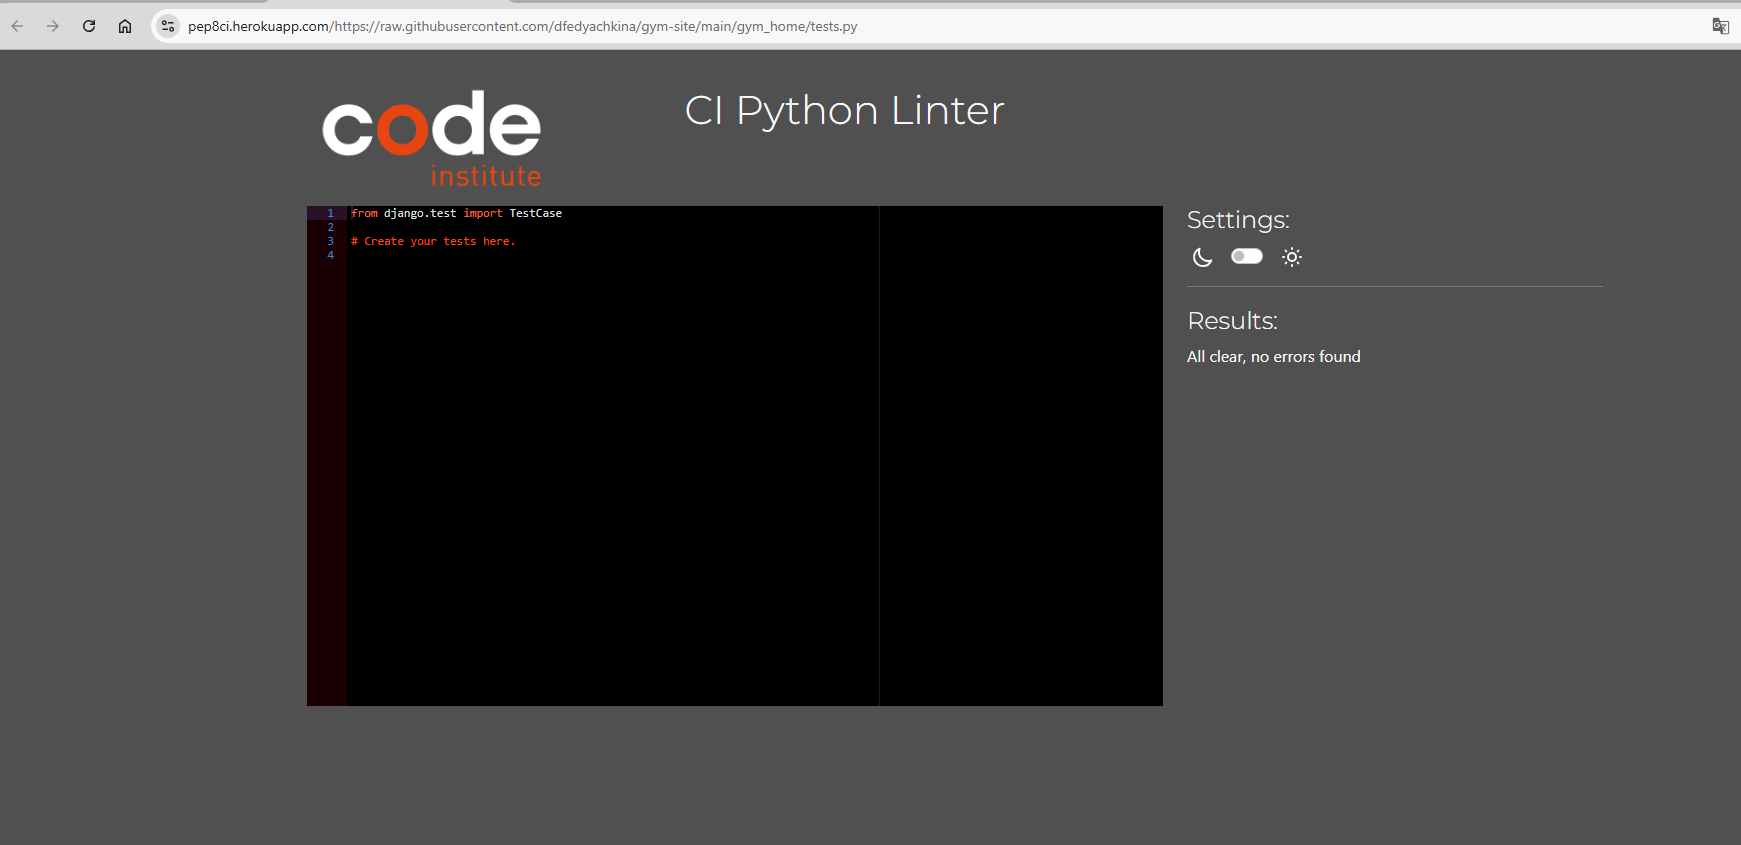 pep8ci.herokuapp.com/https://raw.githubusercontent.com/dfedyachkina/gym-site/main/gym_home/tests.py
code
institute
CI Python Linter
1 from django.test import TestCase
2
3 # Create your tests here.
4
Settings:
Results:
All clear, no errors found